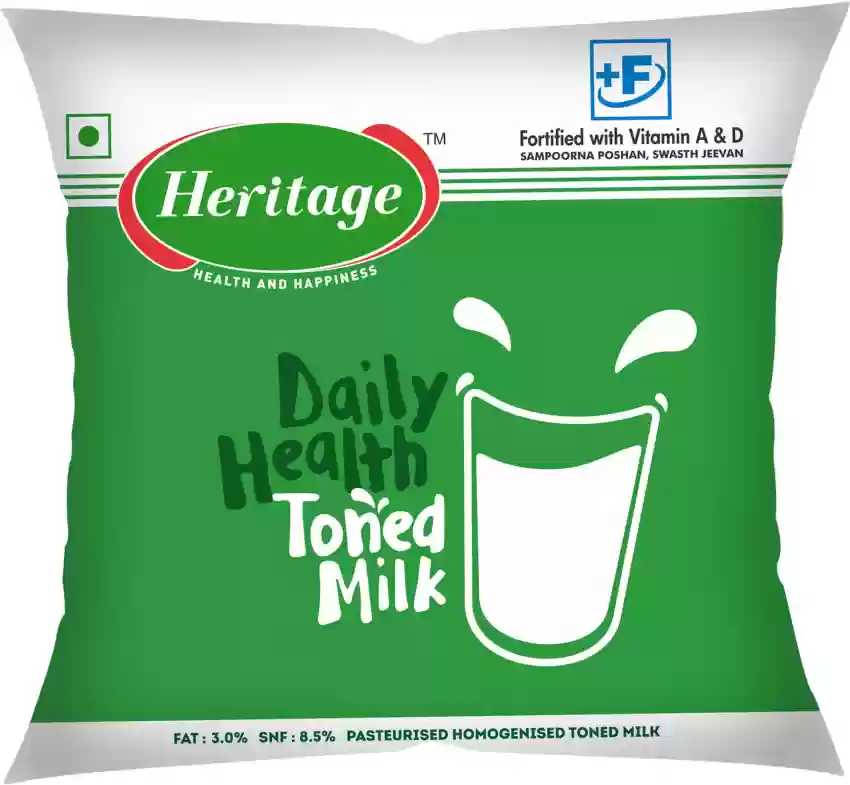 +F
Fortified with Vitamin A & D
SAMPOORNA POSHAN, SWASTH JEEVAN
Heritage
TM
HEALTH AND HAPPINESS
Daily
Health
Toned
Milk
FAT : 3.0% SNF : 8.5% PASTEURISED HOMOGENISED TONED MILK